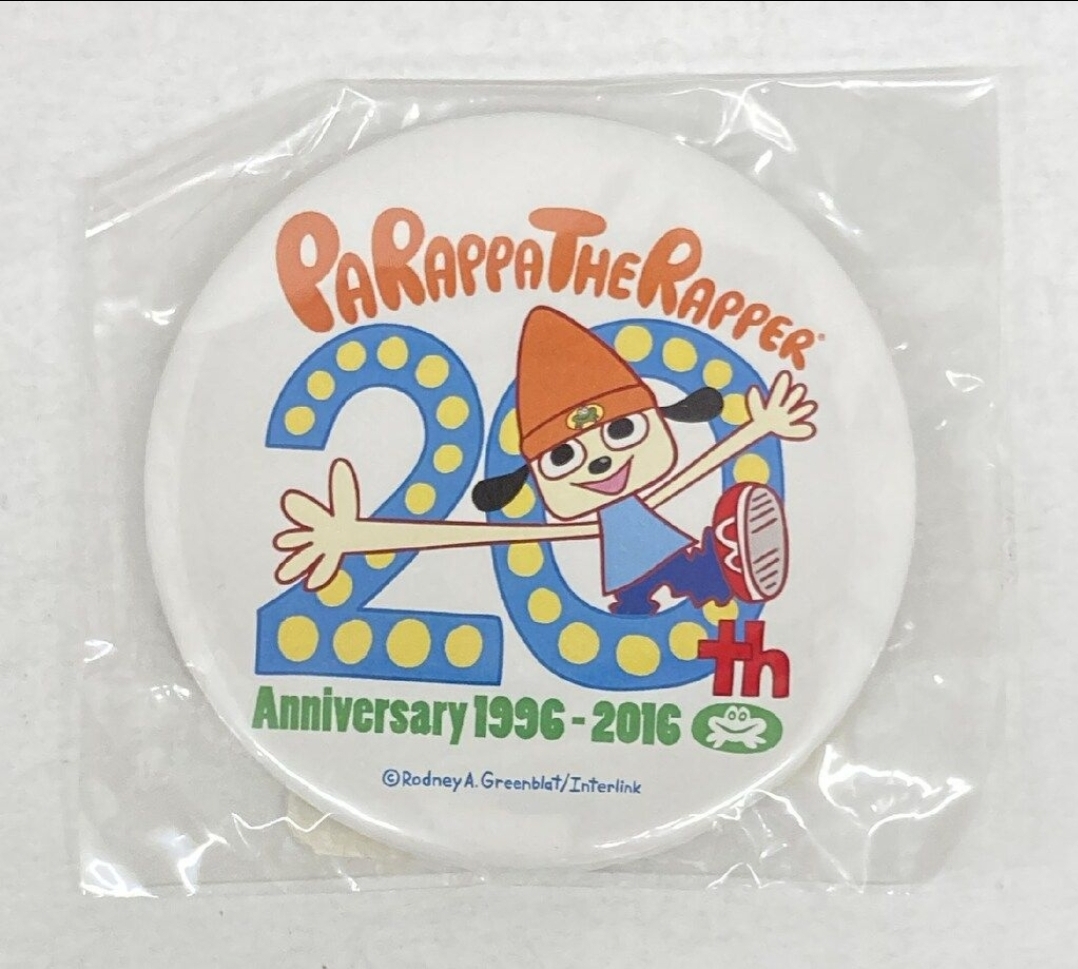 PARAPPA THE RAPPER
20th
Anniversary 1996 - 2016
©Rodney A. Greenblat/Interlink